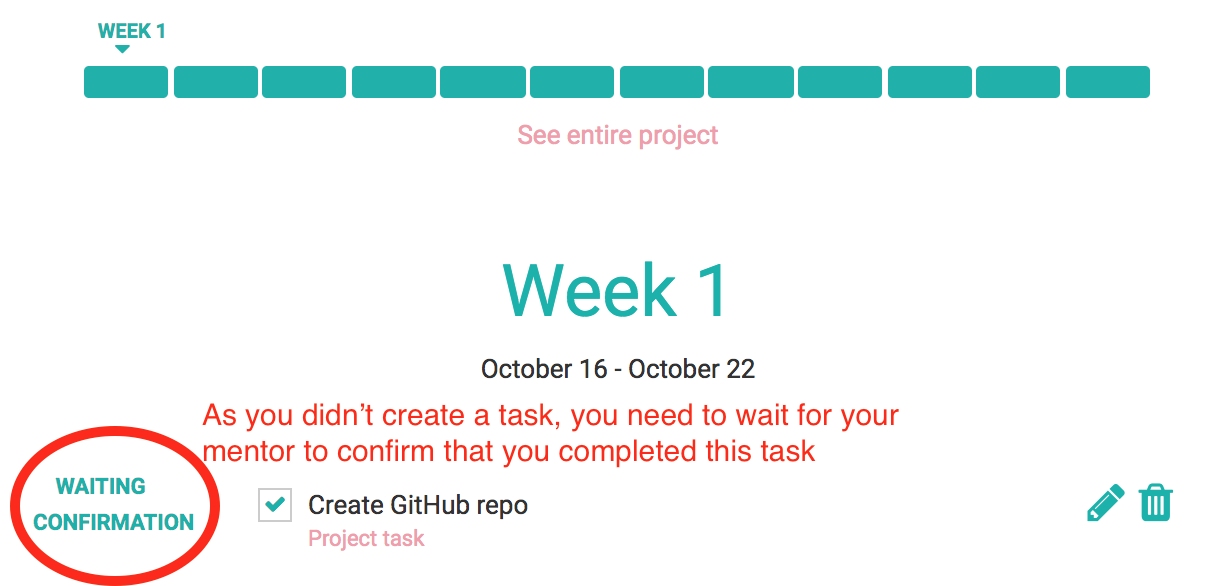 WEEK 1
See entire project
Week 1
October 16 - October 22
As you didn’t create a task, you need to wait for your
mentor to confirm that you completed this task
WAITING
CONFIRMATION
Create GitHub repo
Project task